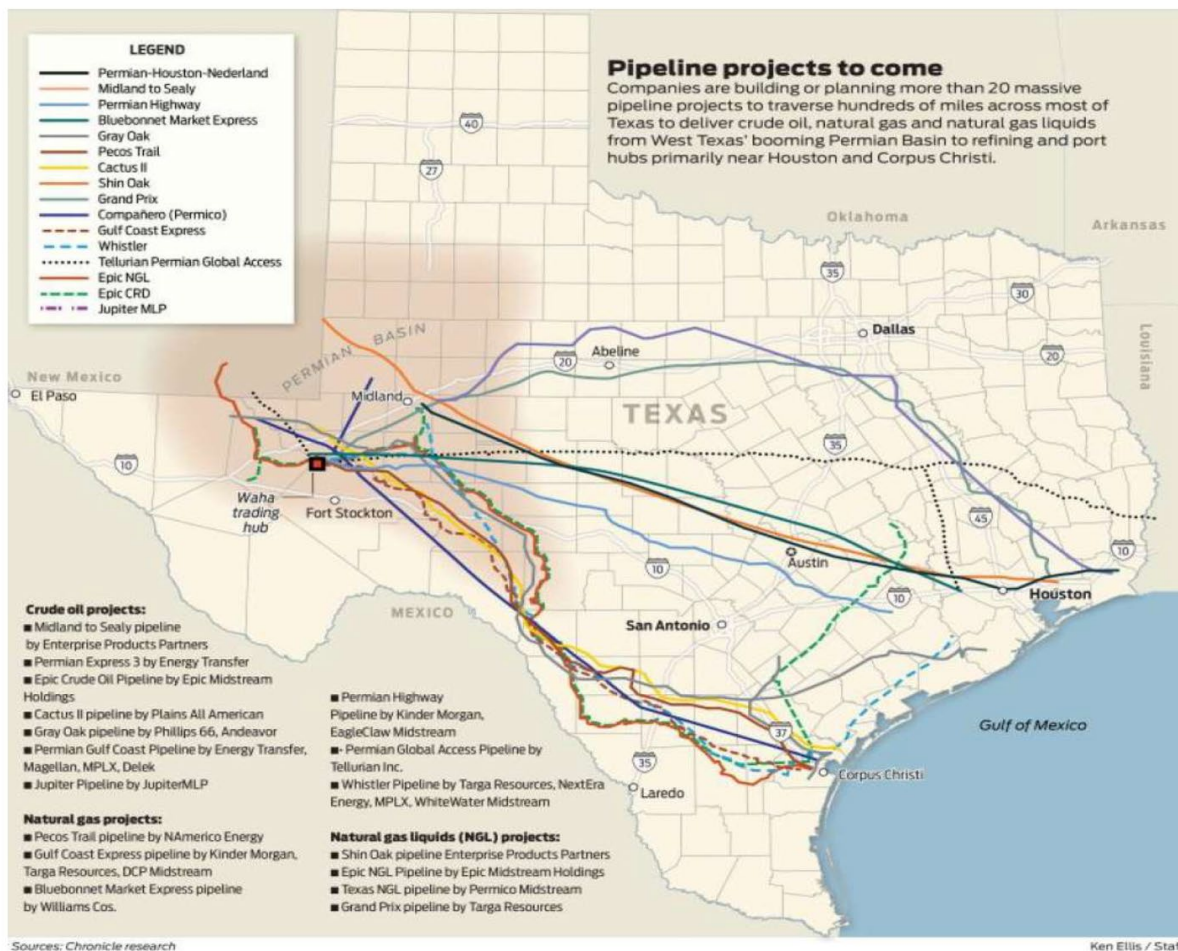 LEGEND
Permian-Houston-Nederland
Midland to Sealy
Permian Highway
Bluebonnet Market Express
Gray Oak
Pecos Trail
Cactus II
Shin Oak
Grand Prix
Compañero (Permico)
Gulf Coast Express
Whistler
Tellurian Permian Global Access
Epic NGL
Epic CRD
Jupiter MLP
Pipeline projects to come
Companies are building or planning more than 20 massive
pipeline projects to traverse hundreds of miles across most of
Texas to deliver crude oil, natural gas and natural gas liquids
from West Texas' booming Permian Basin to refining and port
hubs primarily near Houston and Corpus Christi.
40
27
Oklahoma
Arkansas
35
30
Dallas
Louisiana
PERMIAN BASIN
Abeline
20
20
New Mexico
El Paso
Midland
TEXAS
35
10
Waha
trading
hub
Fort Stockton
45
Austin
10
10
10
Houston
MEXICO
San Antonio
37
Gulf of Mexico
35
Laredo
Corpus Christi
Crude oil projects:
■ Midland to Sealy pipeline
by Enterprise Products Partners
■ Permian Express 3 by Energy Transfer
■ Epic Crude Oil Pipeline by Epic Midstream
Holdings
■ Cactus II pipeline by Plains All American
■ Gray Oak pipeline by Phillips 66, Andeavor
■ Permian Gulf Coast Pipeline by Energy Transfer,
Magellan, MPLX, Delek
■ Jupiter Pipeline by JupiterMLP
Natural gas projects:
■ Pecos Trail pipeline by NAmerico Energy
■ Gulf Coast Express pipeline by Kinder Morgan,
Targa Resources, DCP Midstream
■ Bluebonnet Market Express pipeline
by Williams Cos.
■ Permian Highway
Pipeline by Kinder Morgan,
EagleClaw Midstream
■- Permian Global Access Pipeline by
Tellurian Inc.
■ Whistler Pipeline by Targa Resources, NextEra
Energy, MPLX, WhiteWater Midstream
Natural gas liquids (NGL) projects:
■ Shin Oak pipeline Enterprise Products Partners
■ Epic NGL Pipeline by Epic Midstream Holdings
■ Texas NGL pipeline by Permico Midstream
■ Grand Prix pipeline by Targa Resources
Sources: Chronicle research
Ken Ellis / Staf